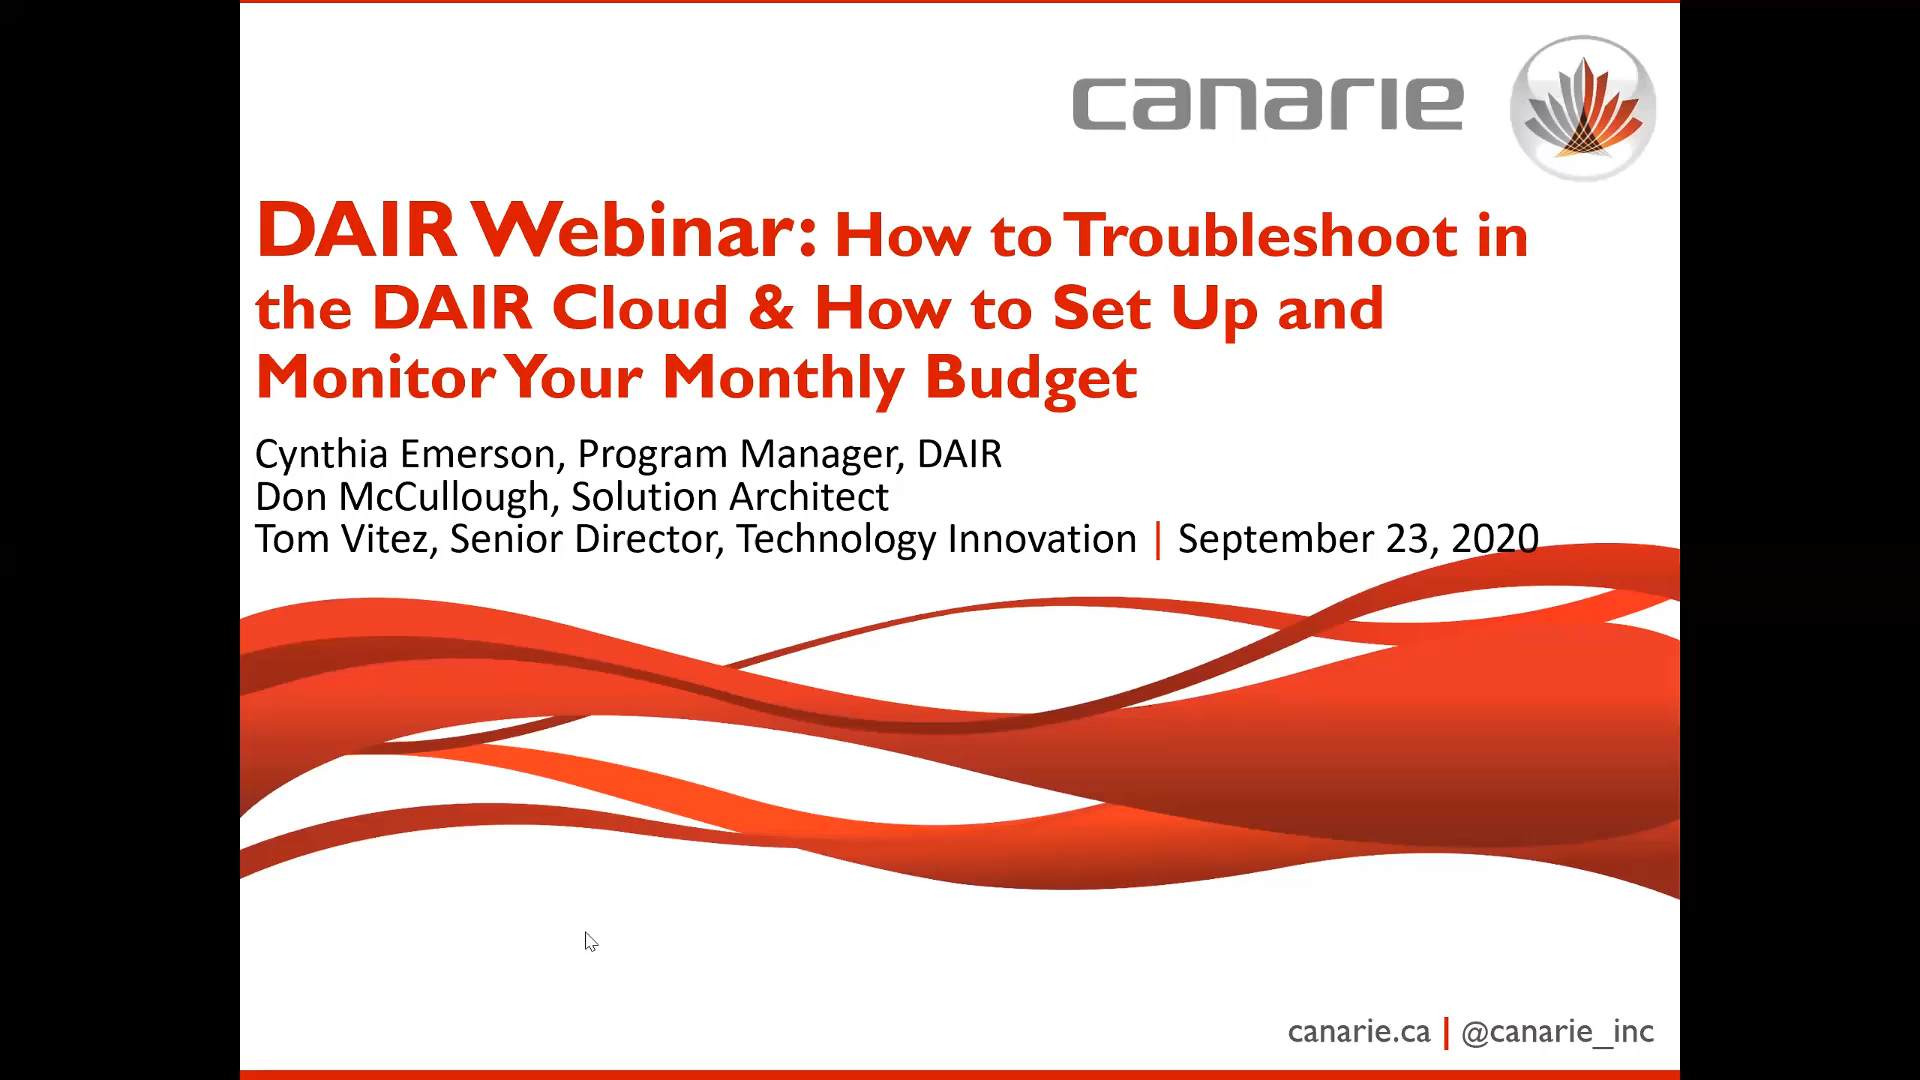 canarie
DAIR Webinar: How to Troubleshoot in
the DAIR Cloud & How to Set Up and
Monitor Your Monthly Budget
Cynthia Emerson, Program Manager, DAIR
Don McCullough, Solution Architect
Tom Vitez, Senior Director, Technology Innovation | September 23, 2020
canarie.ca | @canarie_inc